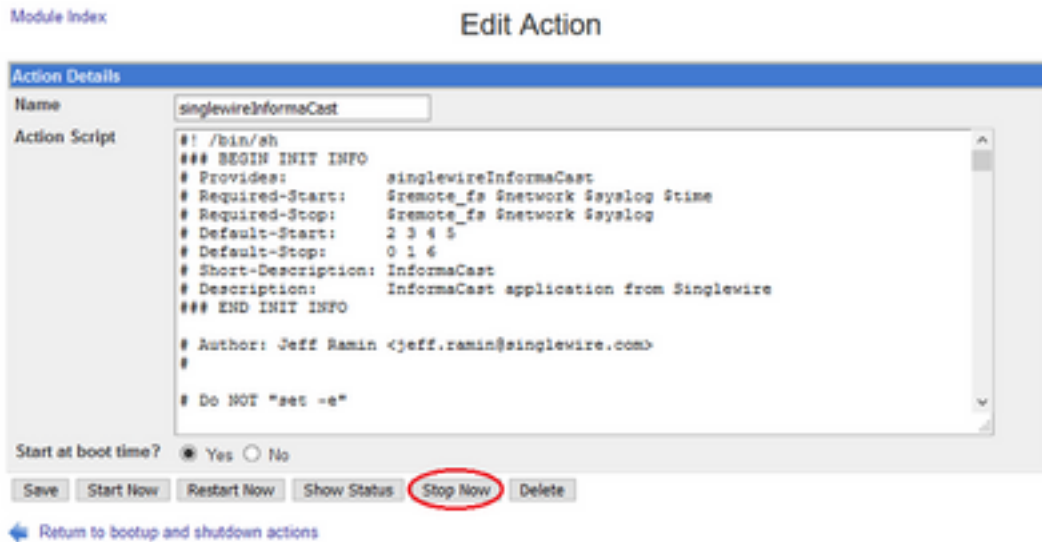 Module Index
Edit Action
Action Details
Name singlewireInformaCast
Action Script #! /bin/sh
### BEGIN INIT INFO
# Provides: singlewireInformaCast
# Required-Start: $remote_fs $network $syslog $time
# Required-Stop: $remote_fs $network $syslog
# Default-Start: 2 3 4 5
# Default-Stop: 0 1 6
# Short-Description: InformaCast
# Description: InformaCast application from Singlewire
### END INIT INFO
# Author: Jeff Ramin <jeff.ramin@singlewire.com>
#
# Do NOT "set -e"
Start at boot time? Yes No
Save Start Now Restart Now Show Status Stop Now Delete
Return to bootup and shutdown actions